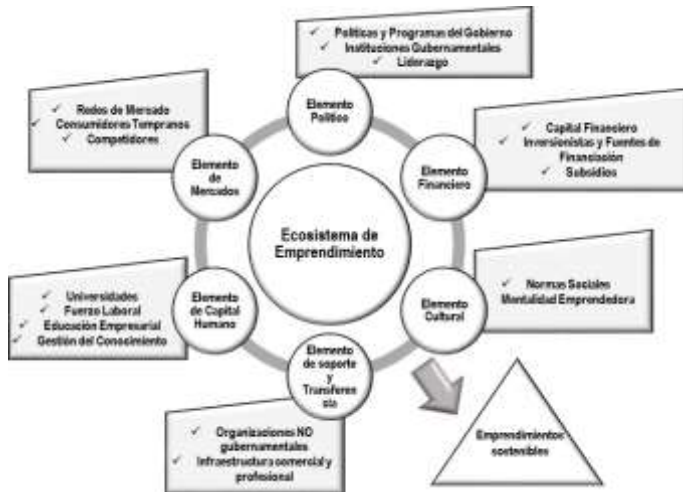 ✓ Políticas y Programas del Gobierno
✓ Instituciones Gubernamentales
✓ Liderazgo
Elemento
Político
✓ Redes de Mercado
✓ Consumidores Tempranos
✓ Competidores
Elemento
de
Mercados
✓ Capital Financiero
✓ Inversionistas y Fuentes de
Financiación
✓ Subsidios
Elemento
Financiero
Ecosistema de
Emprendimiento
✓ Universidades
✓ Fuerzo Laboral
✓ Educación Empresarial
✓ Gestión del Conocimiento
Elemento
de Capital
Humano
✓ Normas Sociales
Mentalidad Emprendedora
Elemento
Cultural
Elemento
de soporte
y
Transferen
cia
✓ Organizaciones NO
gubernamentales
✓ Infraestructura comercial y
profesional
Emprendimientos
sostenibles